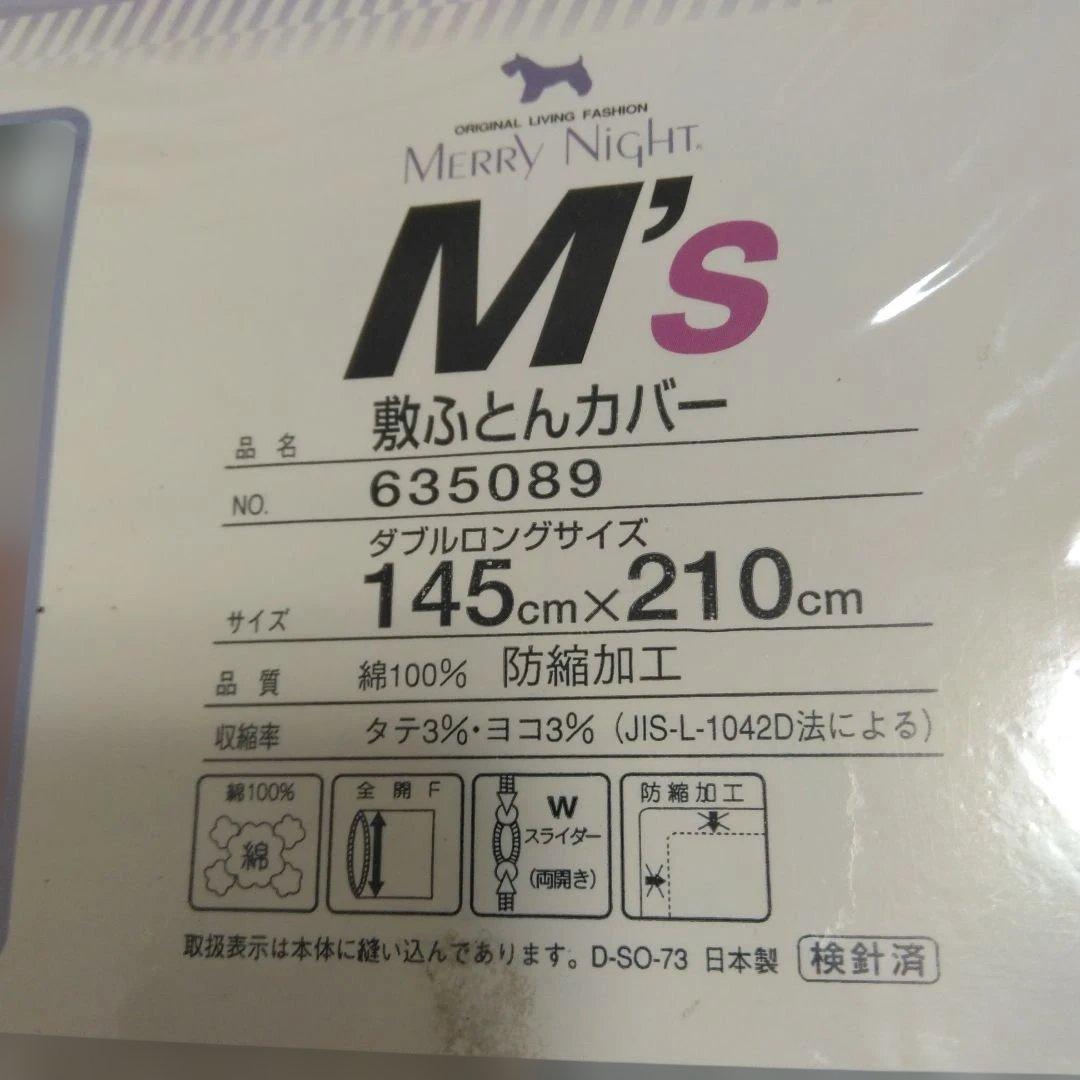 ORIGINAL LIVING FASHION
MERRY NIGHT®
M's
品名 敷ふとんカバー
NO. 635089
ダブルロングサイズ
サイズ 145cm×210cm
品質 綿100% 防縮加工
収縮率 タテ3%・ヨコ3% (JIS-L-1042D法による)
綿100%
綿
全開F
W
スライダー
(両開き)
防縮加工
取扱表示は本体に縫い込んであります。 D-SO-73 日本製 検針済